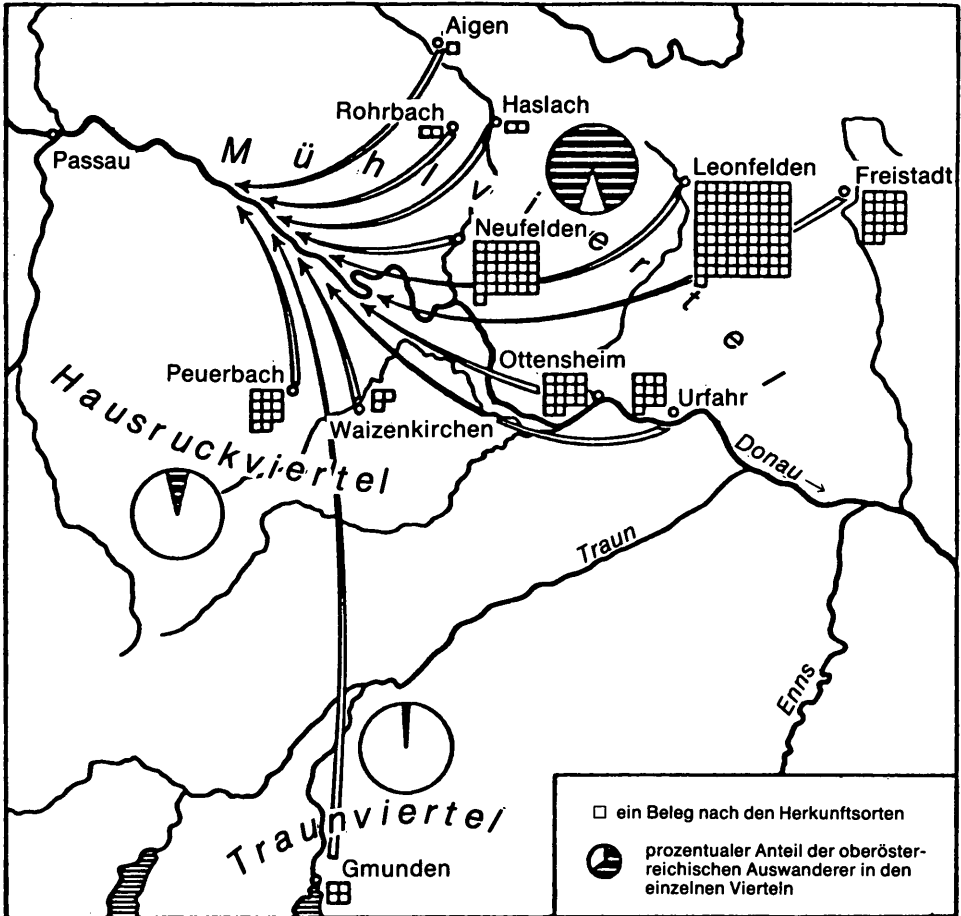 Aigen
Rohrbach
Haslach
Passau
Mühlviertel
Leonfelden
Freistadt
Neufelden
Ottensheim
Peuerbach
Urfahr
Waizenkirchen
Hausruckviertel
Donau →
Traun
Enns
Traunviertel
Gmunden
ein Beleg nach den Herkunftsorten
prozentualer Anteil der oberöster-
reichischen Auswanderer in den
einzelnen Vierteln